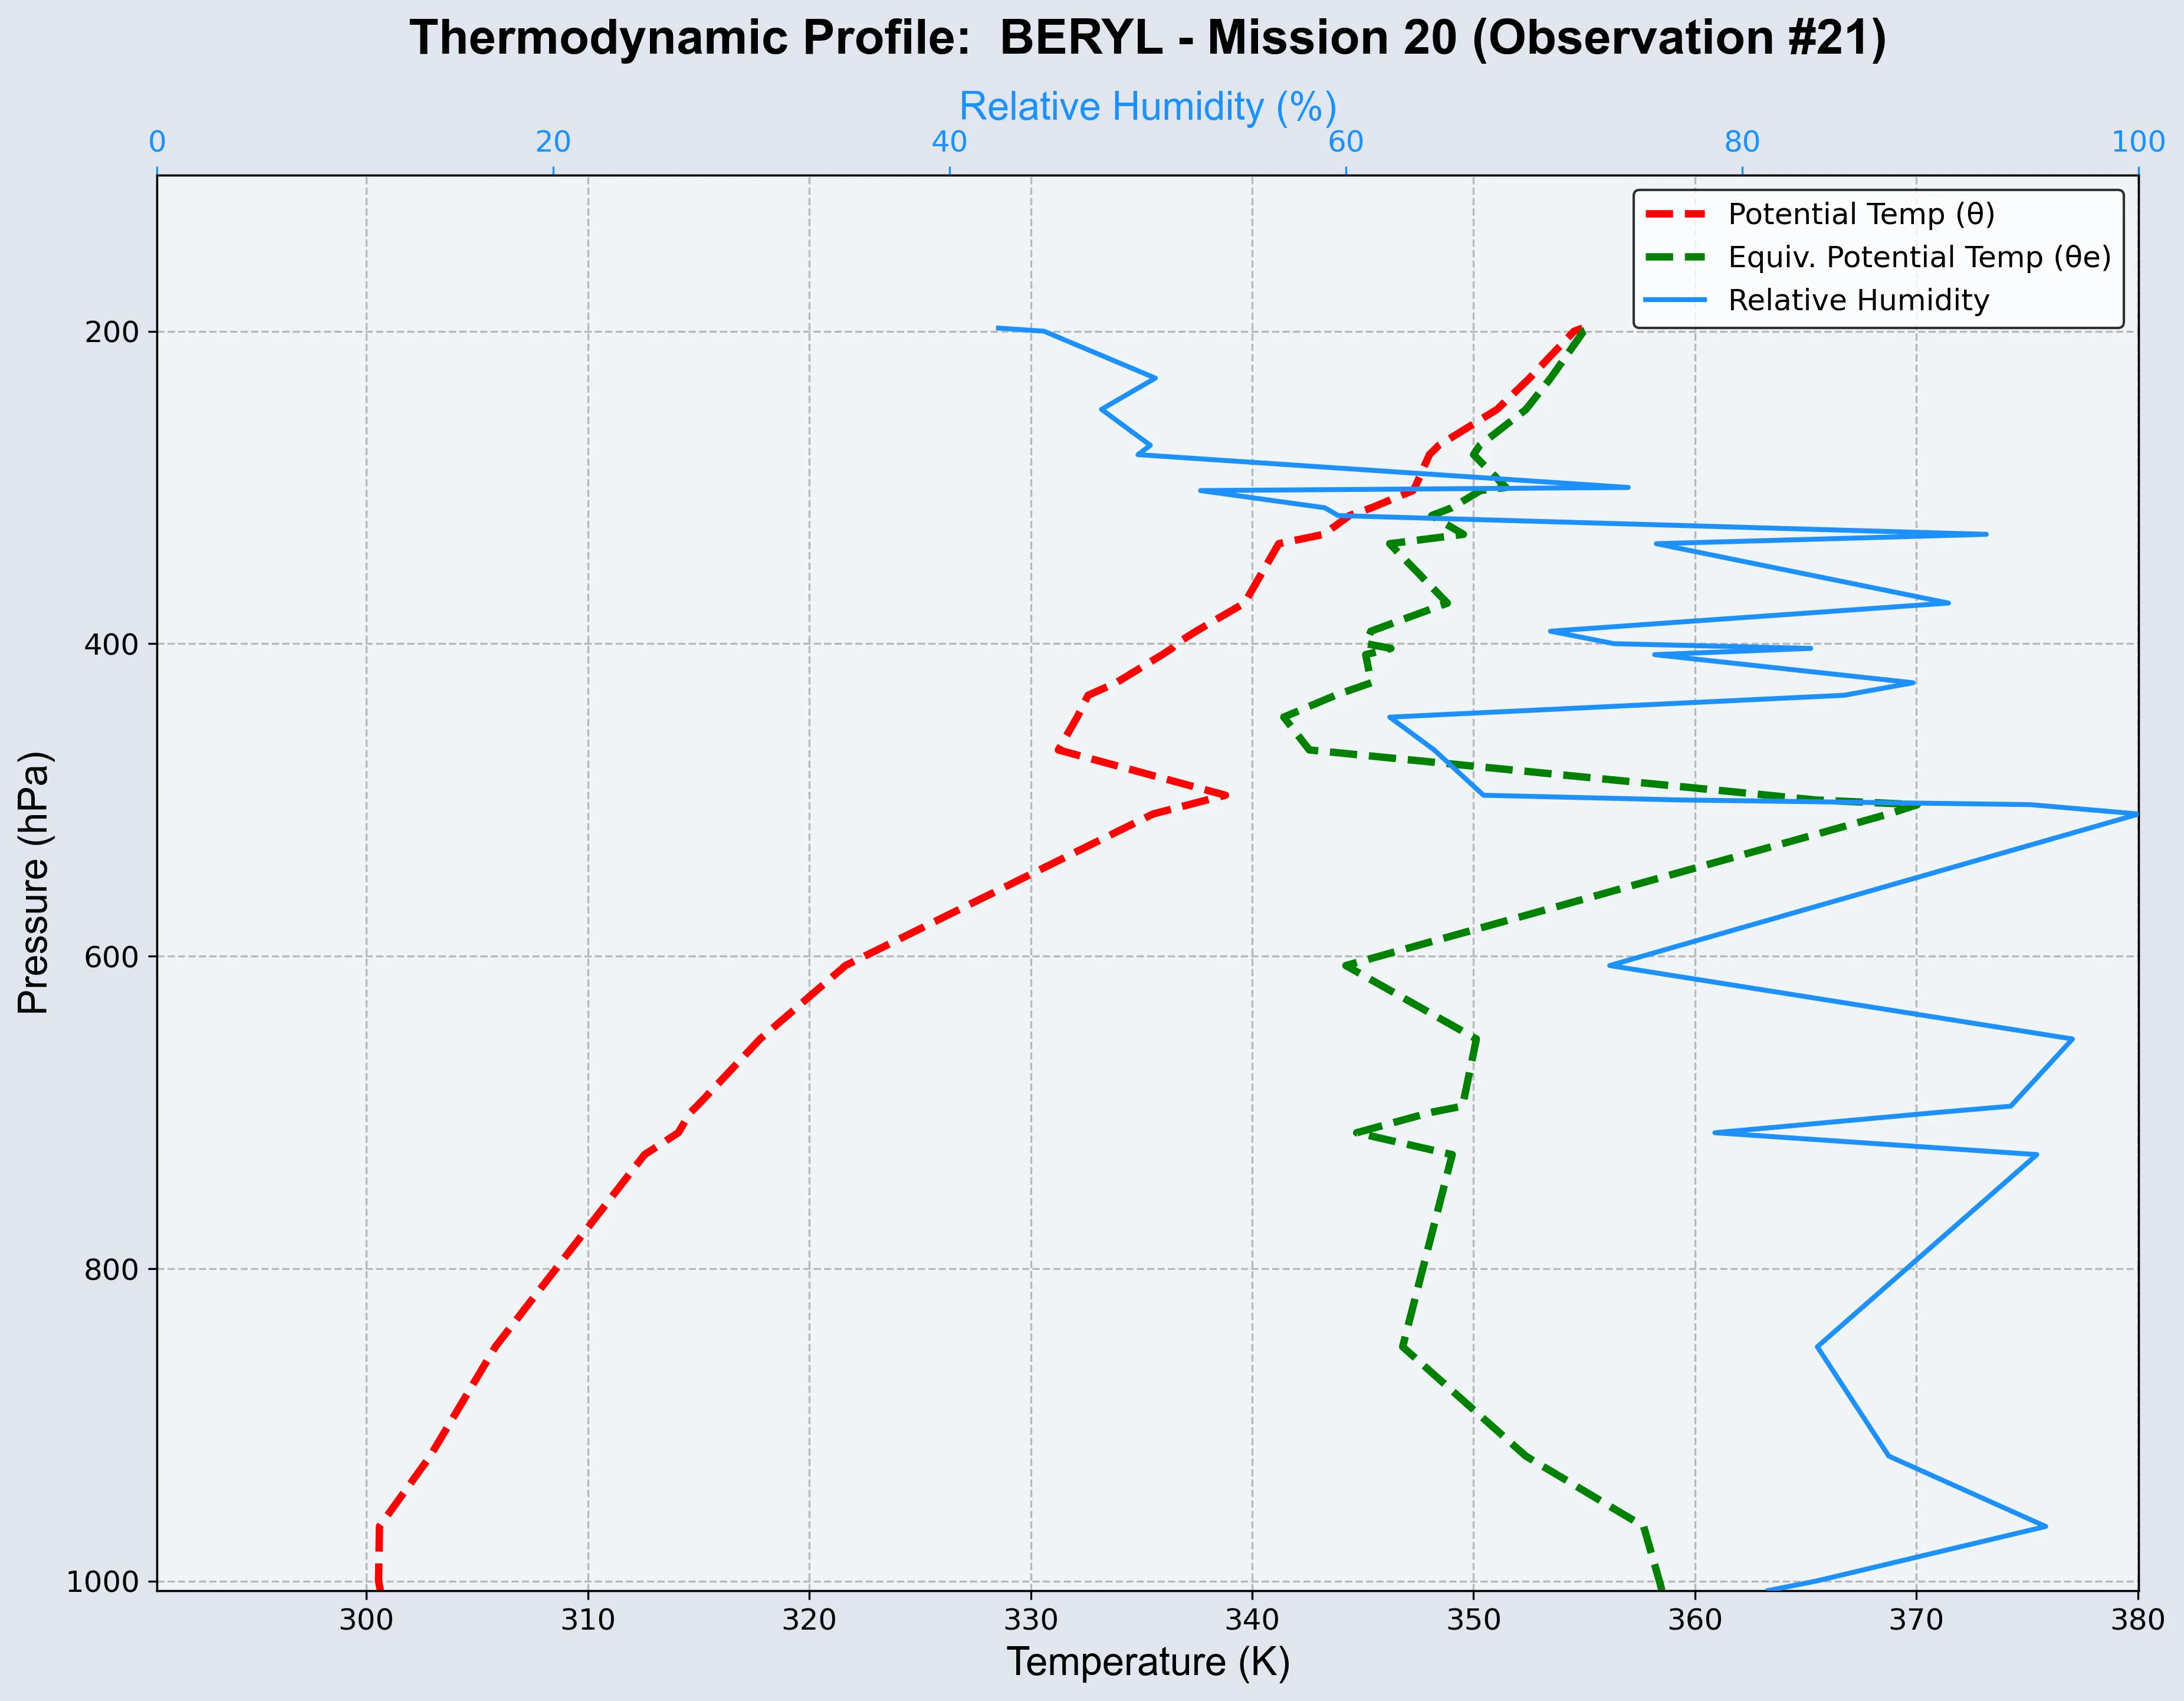 Thermodynamic Profile:  BERYL - Mission 20 (Observation #21)
Relative Humidity (%)
0 20 40 60 80 100
Potential Temp (θ)
Equiv. Potential Temp (θe)
Relative Humidity
Pressure (hPa)
200
400
600
800
1000
300 310 320 330 340 350 360 370 380
Temperature (K)